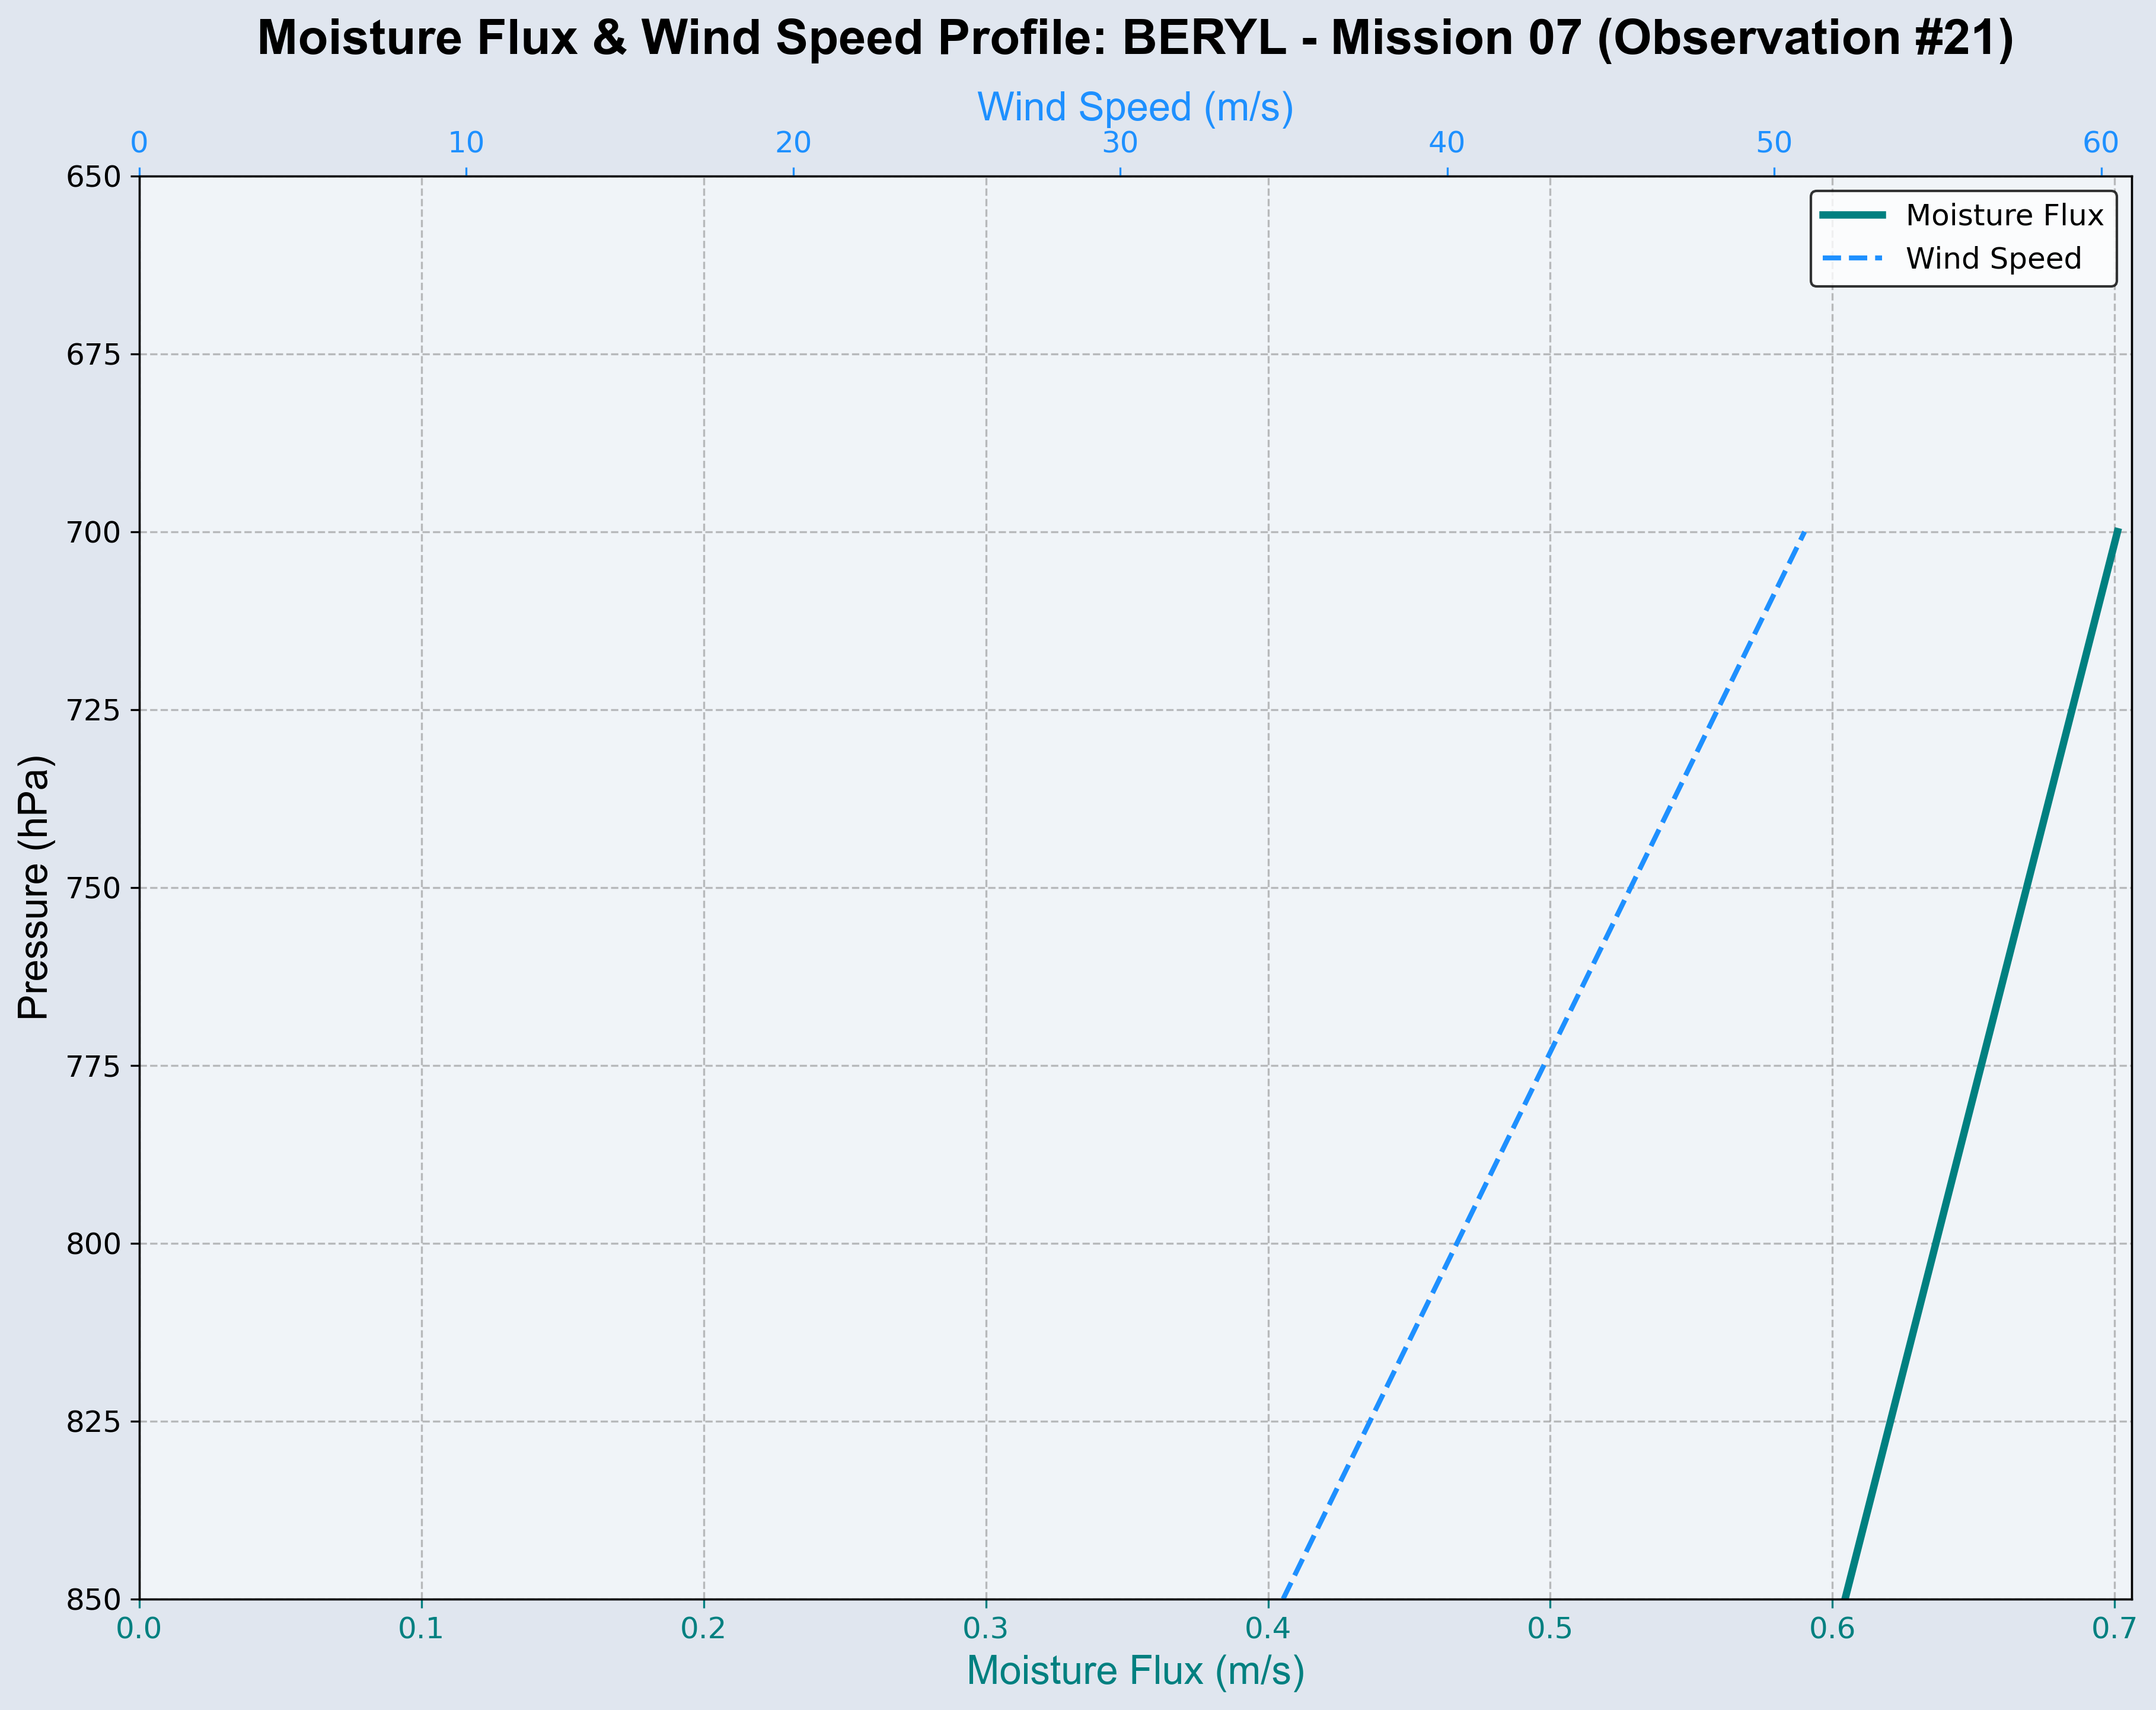 Moisture Flux & Wind Speed Profile: BERYL - Mission 07 (Observation #21)
Wind Speed (m/s)
0 10 20 30 40 50 60
Moisture Flux
Wind Speed
Pressure (hPa)
650
675
700
725
750
775
800
825
850
0.0 0.1 0.2 0.3 0.4 0.5 0.6 0.7
Moisture Flux (m/s)